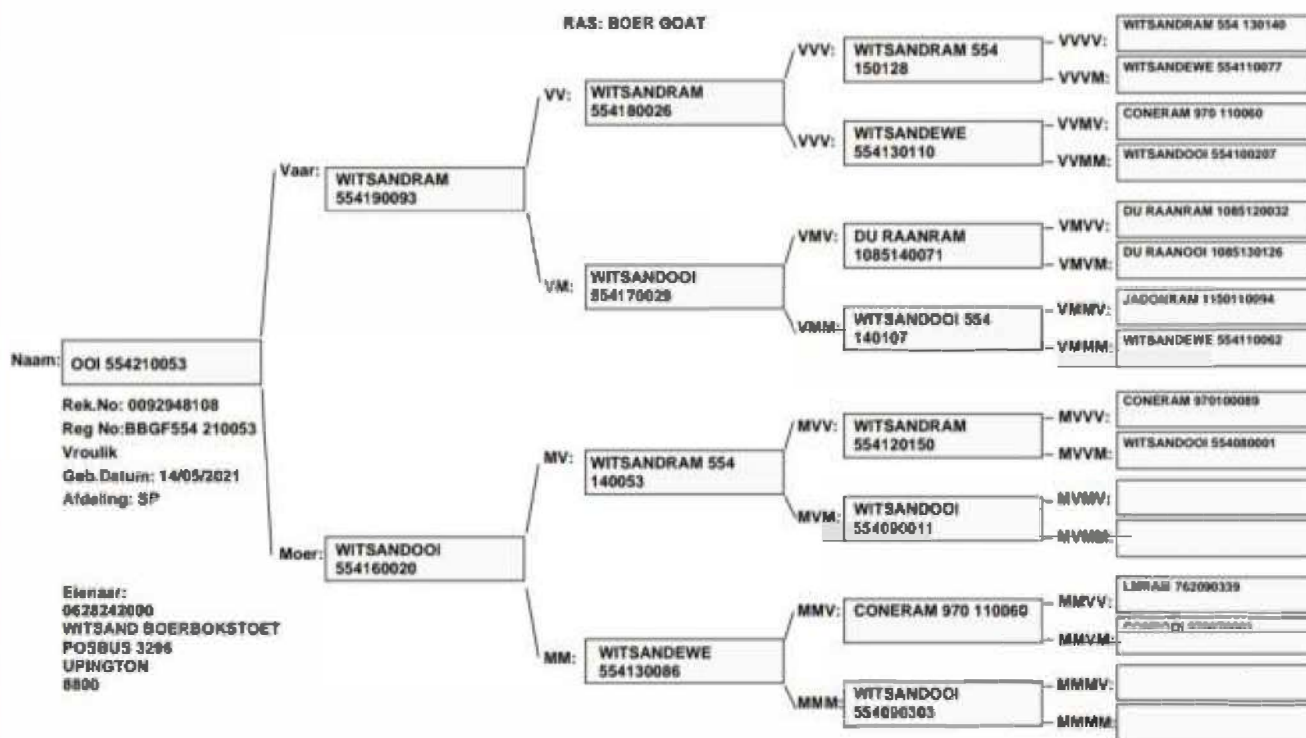 RAS: BOER GOAT
Naam:
OOI 554210053
Rek.No: 0092948108
Reg No:BBGF554 210053
Vroulik
Geb.Datum: 14/05/2021
Afdeling: SP
Eienaar:
0628242000
WITSAND BOERBOKSTOET
POSBUS 3296
UPINGTON
8800
Vaar:
WITSANDRAM
554190093
Moer:
WITSANDOOI
554160020
VV:
WITSANDRAM
554180026
VM:
WITSANDOOI
554170029
MV:
WITSANDRAM 554
140053
MM:
WITSANDEWE
554130086
VVV:
WITSANDRAM 554
150128
VVV:
WITSANDEWE
554130110
VMV:
DU RAANRAM
1085140071
VMM:
WITSANDOOI 554
140107
MVV:
WITSANDRAM
554120150
MVM:
WITSANDOOI
554090011
MMV:
CONERAM 970 110060
MMM:
WITSANDOOI
554090303
VVVV:
WITSANDRAM 554 130140
VVVM:
WITSANDEWE 554110077
VVMV:
CONERAM 970 110060
VVMM:
WITSANDOOI 554100207
VMVV:
DU RAANRAM 1085120032
VMVM:
DU RAANOOI 1085130126
VMMV:
JADONRAM 1150110094
VMMM:
WITSANDEWE 554110062
MVVV:
CONERAM 970100089
MVVM:
WITSANDOOI 554080001
MVMV:
MVMM:
MMVV:
762090339
MMVM:
MMMV:
MMMM: